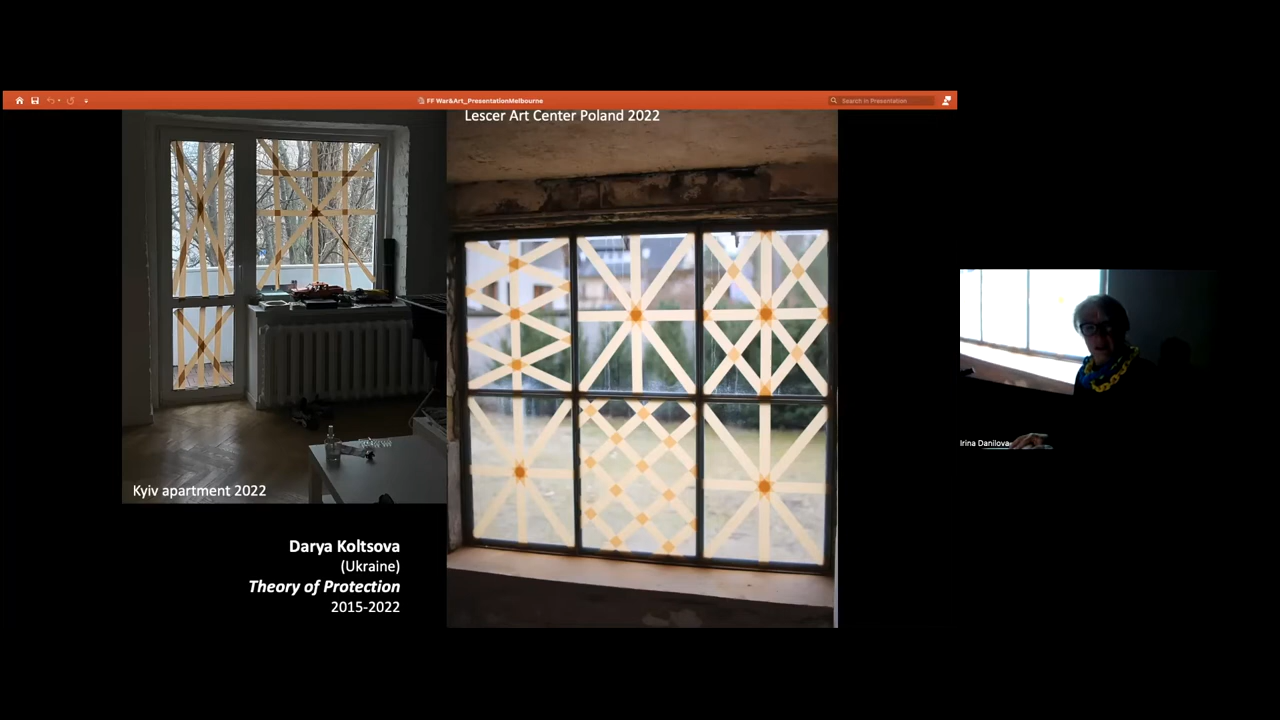 FF War&Art_PresentationMelbourne
Search in Presentation
Lescer Art Center Poland 2022
Kyiv apartment 2022
Darya Koltsova
(Ukraine)
Theory of Protection
2015-2022
Irina Danilova